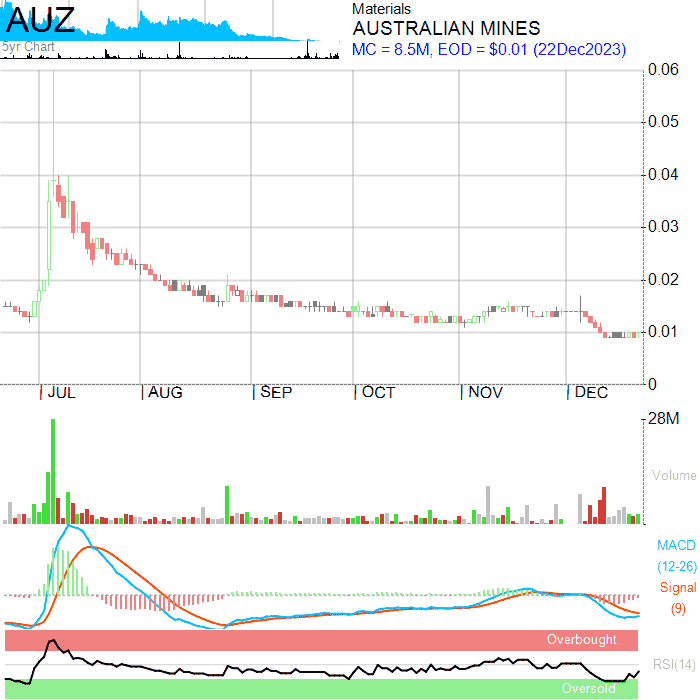 AUZ
5yr Chart
Materials
AUSTRALIAN MINES
MC = 8.5M, EOD = $0.01 (22Dec2023)
0.06
0.05
0.04
0.03
0.02
0.01
0
JUL AUG SEP OCT NOV DEC
28M
Volume
MACD
(12-26)
Signal
(9)
Overbought
RSI(14)
Oversold